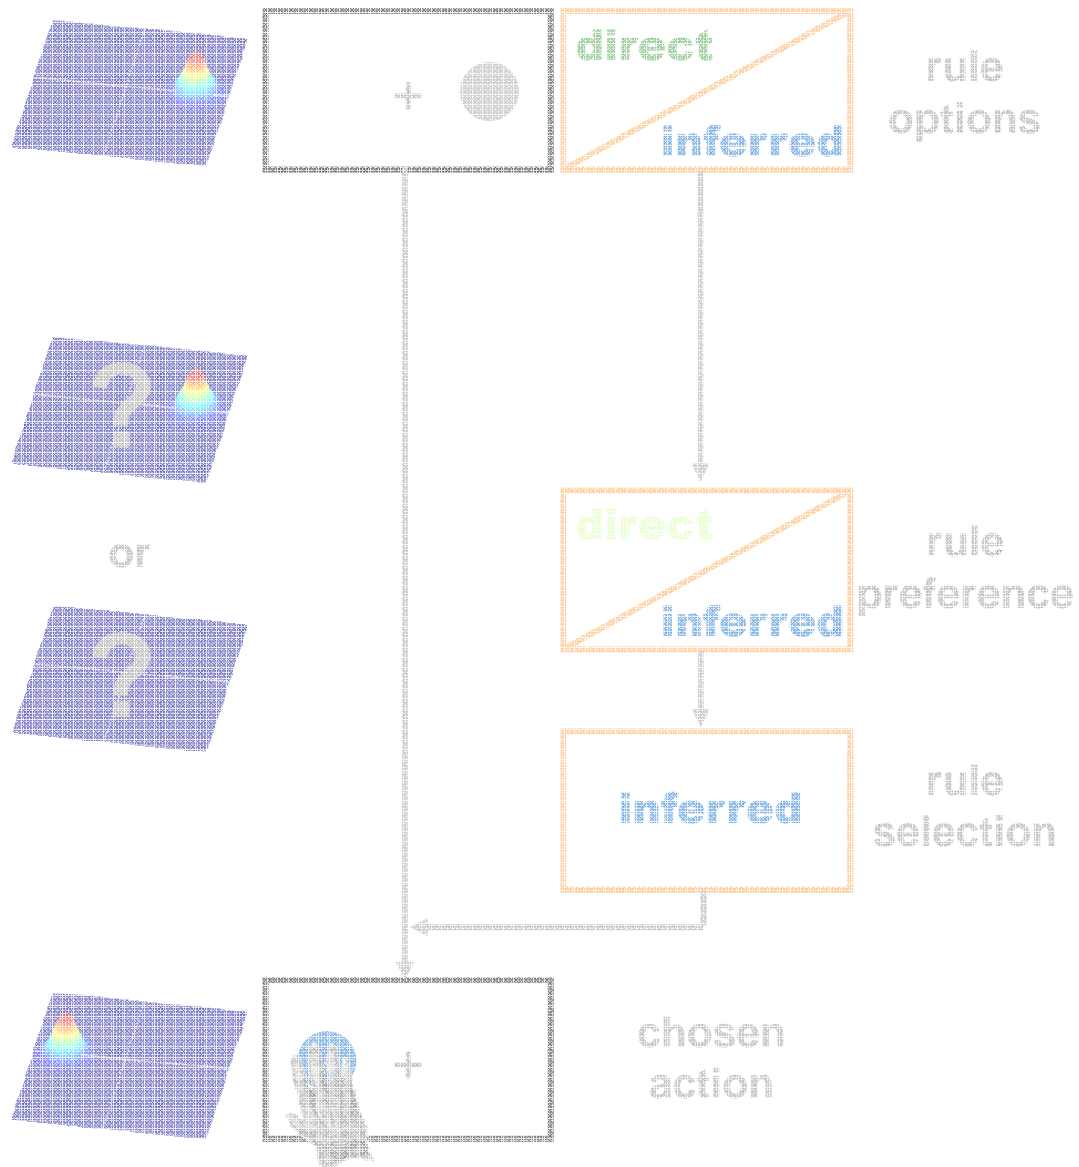 direct
inferred
rule
options
?
or
?
direct
inferred
rule
preference
inferred
rule
selection
chosen
action